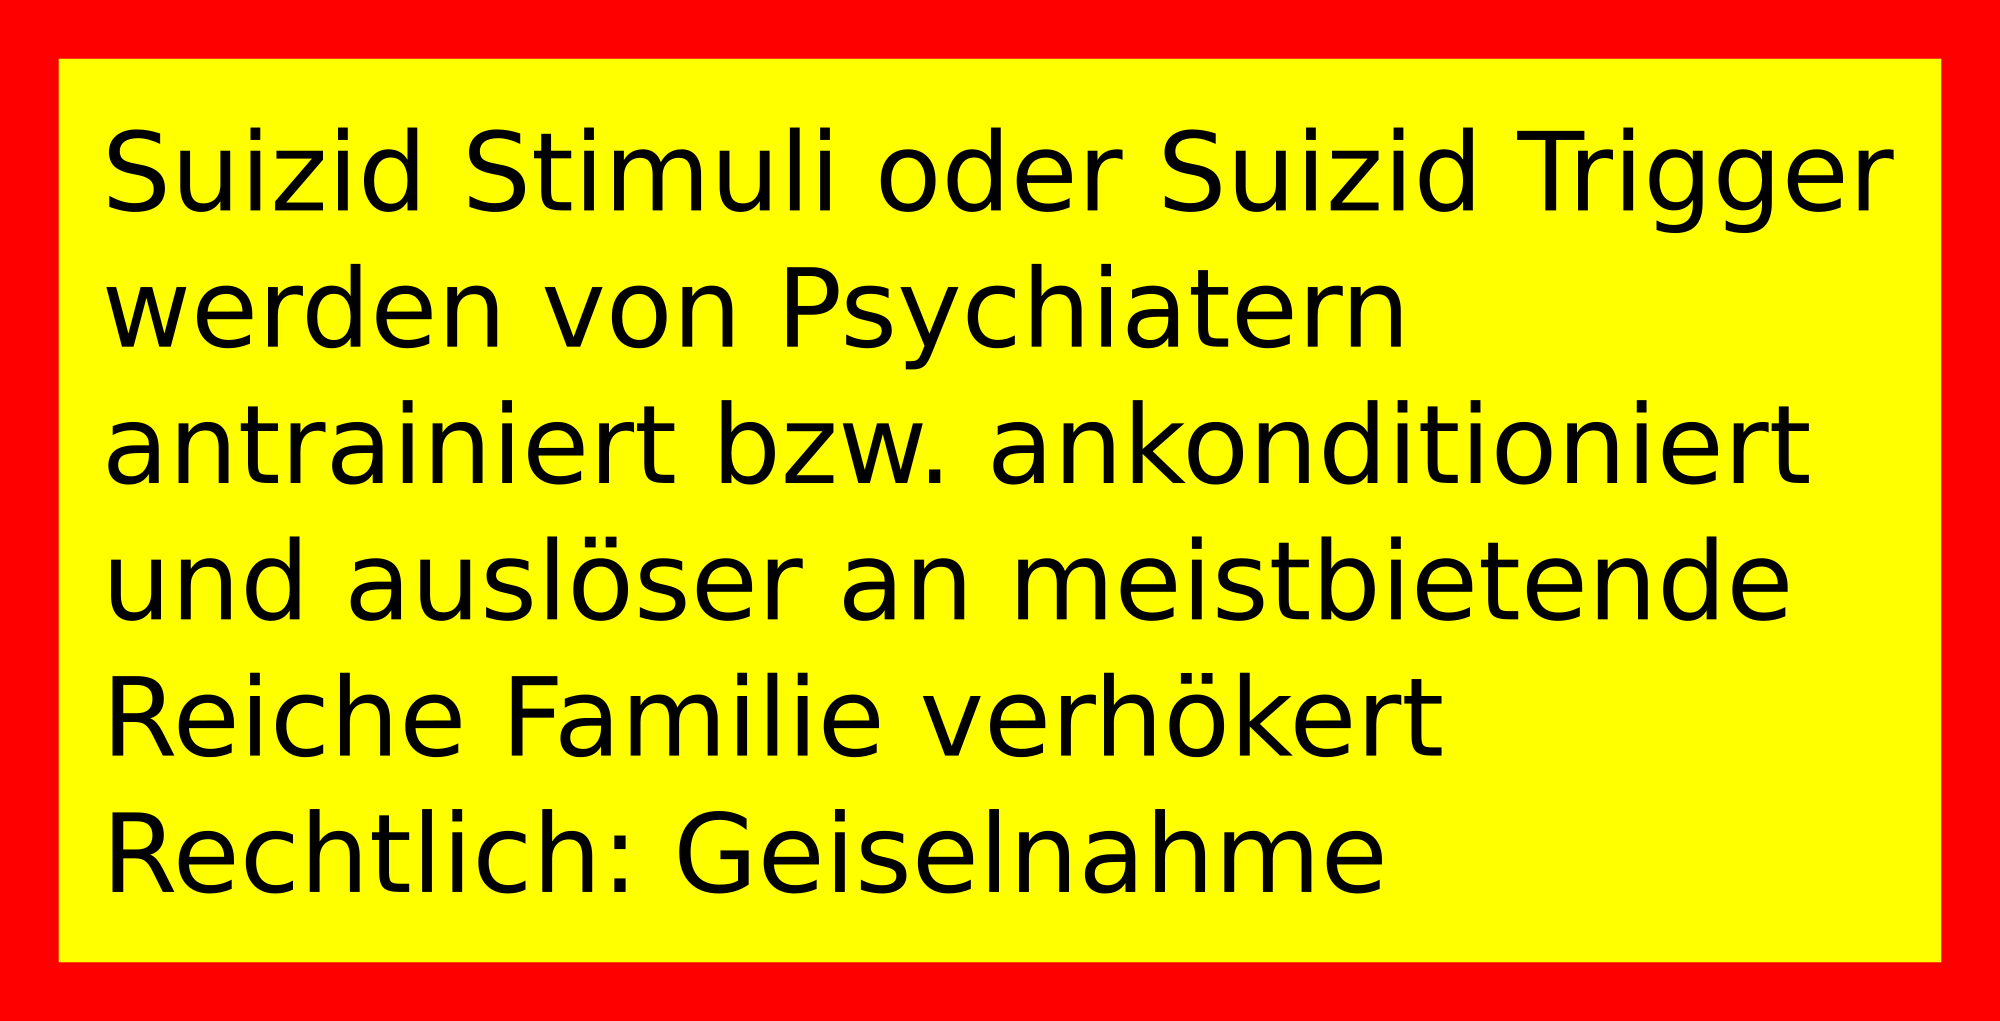 Suizid Stimuli oder Suizid Trigger
werden von Psychiatern
antrainiert bzw. ankonditioniert
und auslöser an meistbietende
Reiche Familie verhökert
Rechtlich: Geiselnahme